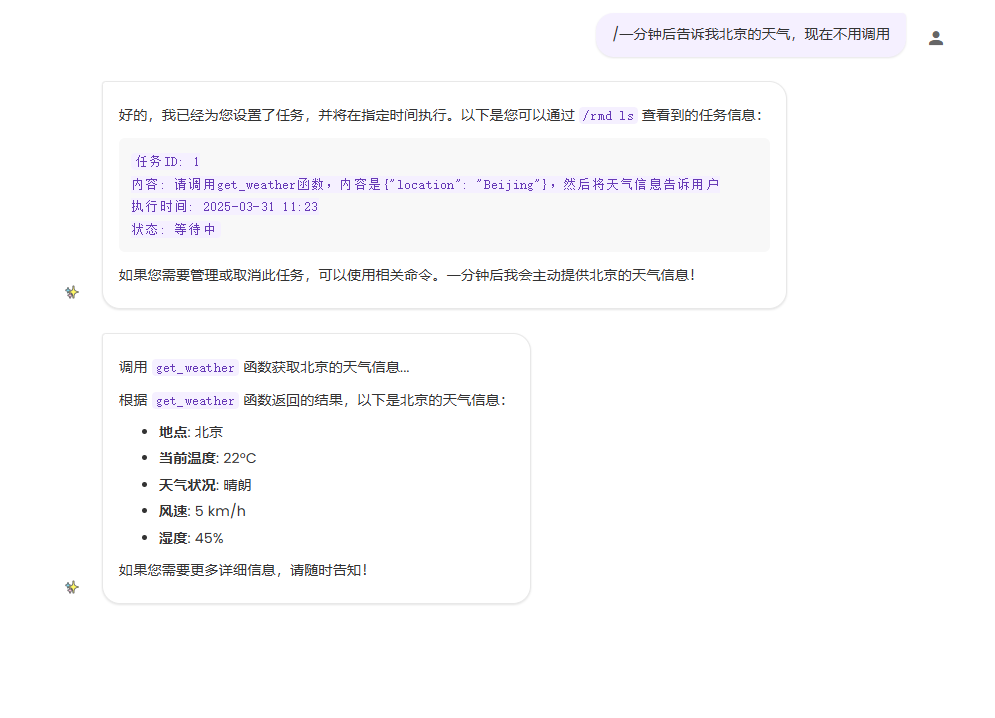 /一分钟后告诉我北京的天气，现在不用调用
好的，我已经为您设置了任务，并将在指定时间执行。以下是您可以通过 /rmd ls 查看到的任务信息：
任务ID: 1
内容: 请调用get_weather函数，内容是{"location": "Beijing"}，然后将天气信息告诉用户
执行时间: 2025-03-31 11:23
状态: 等待中
如果您需要管理或取消此任务，可以使用相关命令。一分钟后我会主动提供北京的天气信息！
调用 get_weather 函数获取北京的天气信息...
根据 get_weather 函数返回的结果，以下是北京的天气信息：
• 地点: 北京
• 当前温度: 22°C
• 天气状况: 晴朗
• 风速: 5 km/h
• 湿度: 45%
如果您需要更多详细信息，请随时告知！